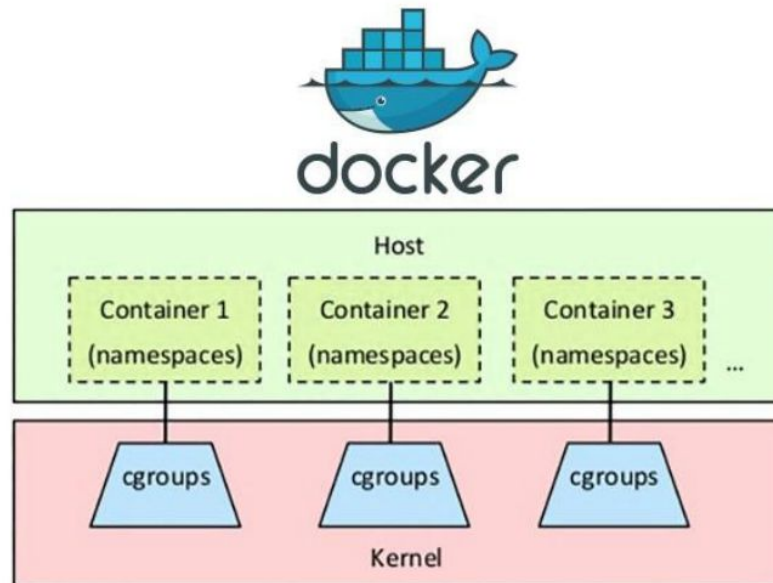 docker
Host
Container 1 Container 2 Container 3
(namespaces) (namespaces) (namespaces) ...
cgroups cgroups cgroups
Kernel